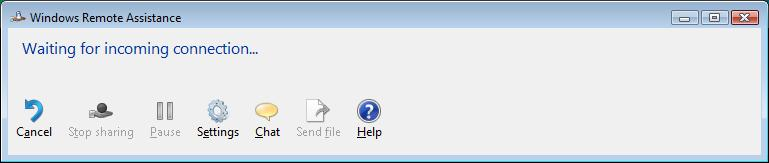 Windows Remote Assistance
Waiting for incoming connection...
Cancel Stop sharing Pause Settings Chat Send file Help